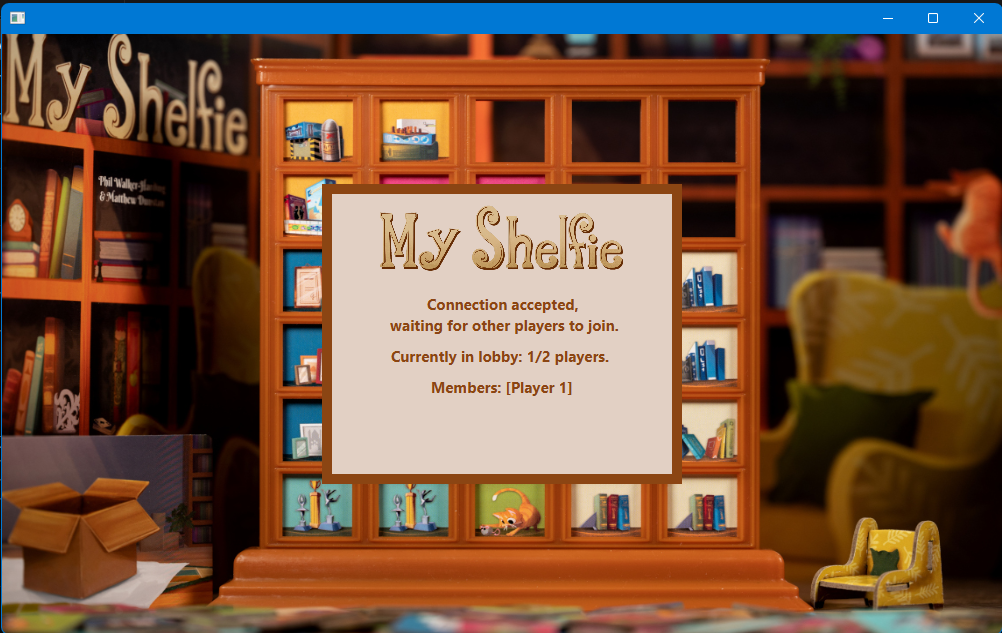 My Shelfie
Phil Walker-Harding
& Matthew Dunstan
My Shelfie
Connection accepted,
waiting for other players to join.
Currently in lobby: 1/2 players.
Members: [Player 1]